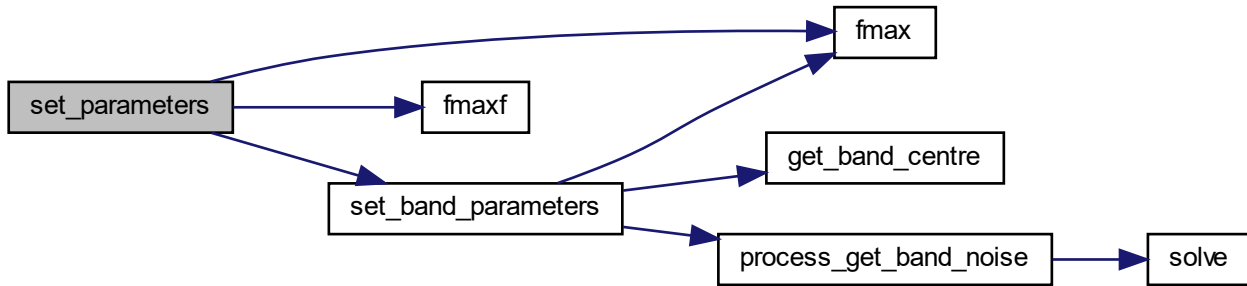 set_parameters
fmax
fmaxf
get_band_centre
set_band_parameters
process_get_band_noise
solve